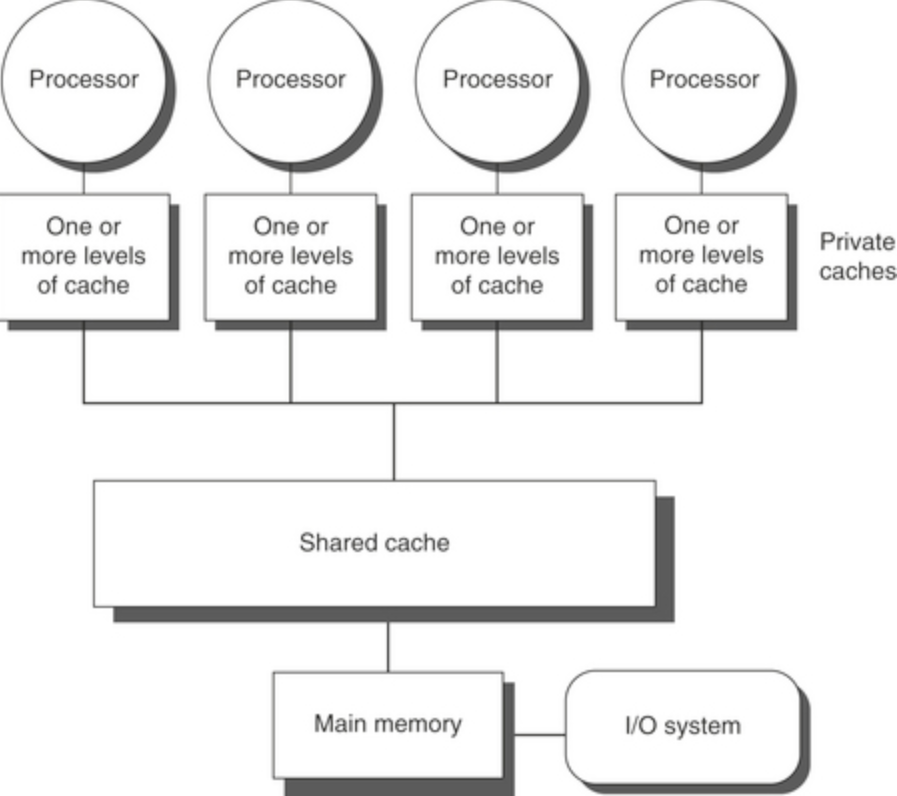 Processor
Processor
Processor
Processor
One or
more levels
of cache
One or
more levels
of cache
One or
more levels
of cache
One or
more levels
of cache
Private
caches
Shared cache
Main memory
I/O system